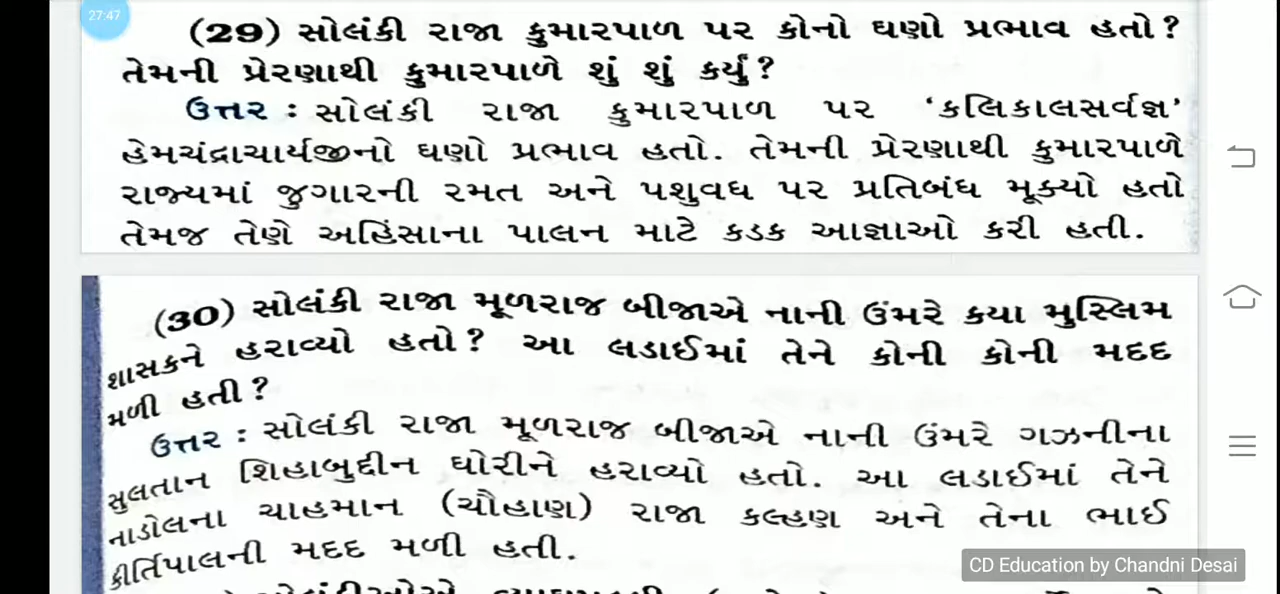 27:47
(29) સોલંકી રાજા કુમારપાળ પર કોનો ઘણો પ્રભાવ હતો?
તેમની પ્રેરણાથી કુમારપાળે શું શું કર્યું?
ઉત્તર : સોલંકી રાજા કુમારપાળ પર ‘કલિકાલસર્વજ્ઞ’
હેમચંદ્રાચાર્યજીનો ઘણો પ્રભાવ હતો. તેમની પ્રેરણાથી કુમારપાળે
રાજ્યમાં જુગારની રમત અને પશુવધ પર પ્રતિબંધ મૂક્યો હતો
તેમજ તેણે અહિંસાના પાલન માટે કડક આજ્ઞાઓ કરી હતી.
(30) સોલંકી રાજા મૂળરાજ બીજાએ નાની ઉંમરે કયા મુસ્લિમ
શાસકને હરાવ્યો હતો? આ લડાઈમાં તેને કોની કોની મદદ
મળી હતી?
ઉત્તર : સોલંકી રાજા મૂળરાજ બીજાએ નાની ઉંમરે ગઝનીના
સુલતાન શિહાબુદ્દીન ઘોરીને હરાવ્યો હતો. આ લડાઈમાં તેને
નાડોલના ચાહમાન (ચૌહાણ) રાજા કલ્હણ અને તેના ભાઈ
કીર્તિપાલની મદદ મળી હતી.
CD Education by Chandni Desai